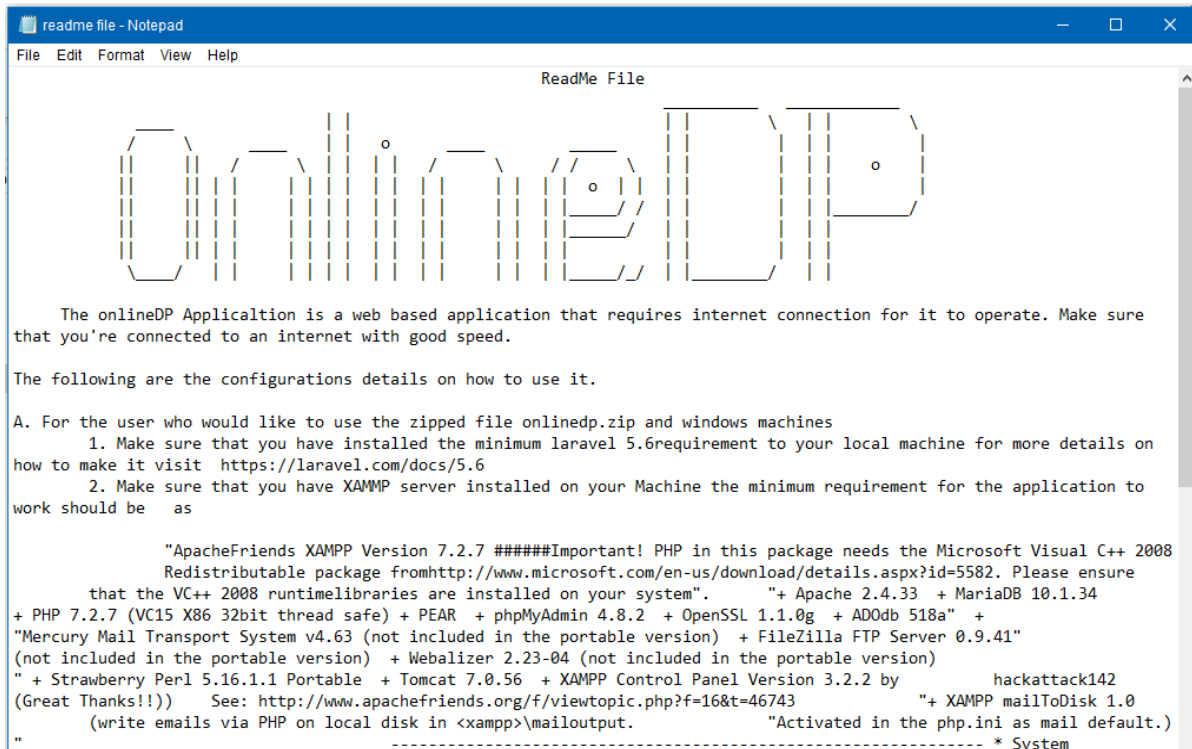 readme file - Notepad
File Edit Format View Help
ReadMe File
OnlineDP
The onlineDP Applicaltion is a web based application that requires internet connection for it to operate. Make sure
that you're connected to an internet with good speed.
The following are the configurations details on how to use it.
A. For the user who would like to use the zipped file onlinedp.zip and windows machines
1. Make sure that you have installed the minimum laravel 5.6requirement to your local machine for more details on
how to make it visit  https://laravel.com/docs/5.6
2. Make sure that you have XAMMP server installed on your Machine the minimum requirement for the application to
work should be   as
"ApacheFriends XAMPP Version 7.2.7 ######Important! PHP in this package needs the Microsoft Visual C++ 2008
Redistributable package fromhttp://www.microsoft.com/en-us/download/details.aspx?id=5582. Please ensure
that the VC++ 2008 runtimelibraries are installed on your system".      "+ Apache 2.4.33  + MariaDB 10.1.34
+ PHP 7.2.7 (VC15 X86 32bit thread safe) + PEAR  + phpMyAdmin 4.8.2  + OpenSSL 1.1.0g  + ADOdb 518a"  +
"Mercury Mail Transport System v4.63 (not included in the portable version)  + FileZilla FTP Server 0.9.41"
(not included in the portable version)  + Webalizer 2.23-04 (not included in the portable version)
" + Strawberry Perl 5.16.1.1 Portable  + Tomcat 7.0.56  + XAMPP Control Panel Version 3.2.2 by          hackattack142
(Great Thanks!!))    See: http://www.apachefriends.org/f/viewtopic.php?f=16&t=46743             "+ XAMPP mailToDisk 1.0
(write emails via PHP on local disk in <xampp>\mailoutput.              "Activated in the php.ini as mail default.)
"                                       --------------------------------------------------------------- * System